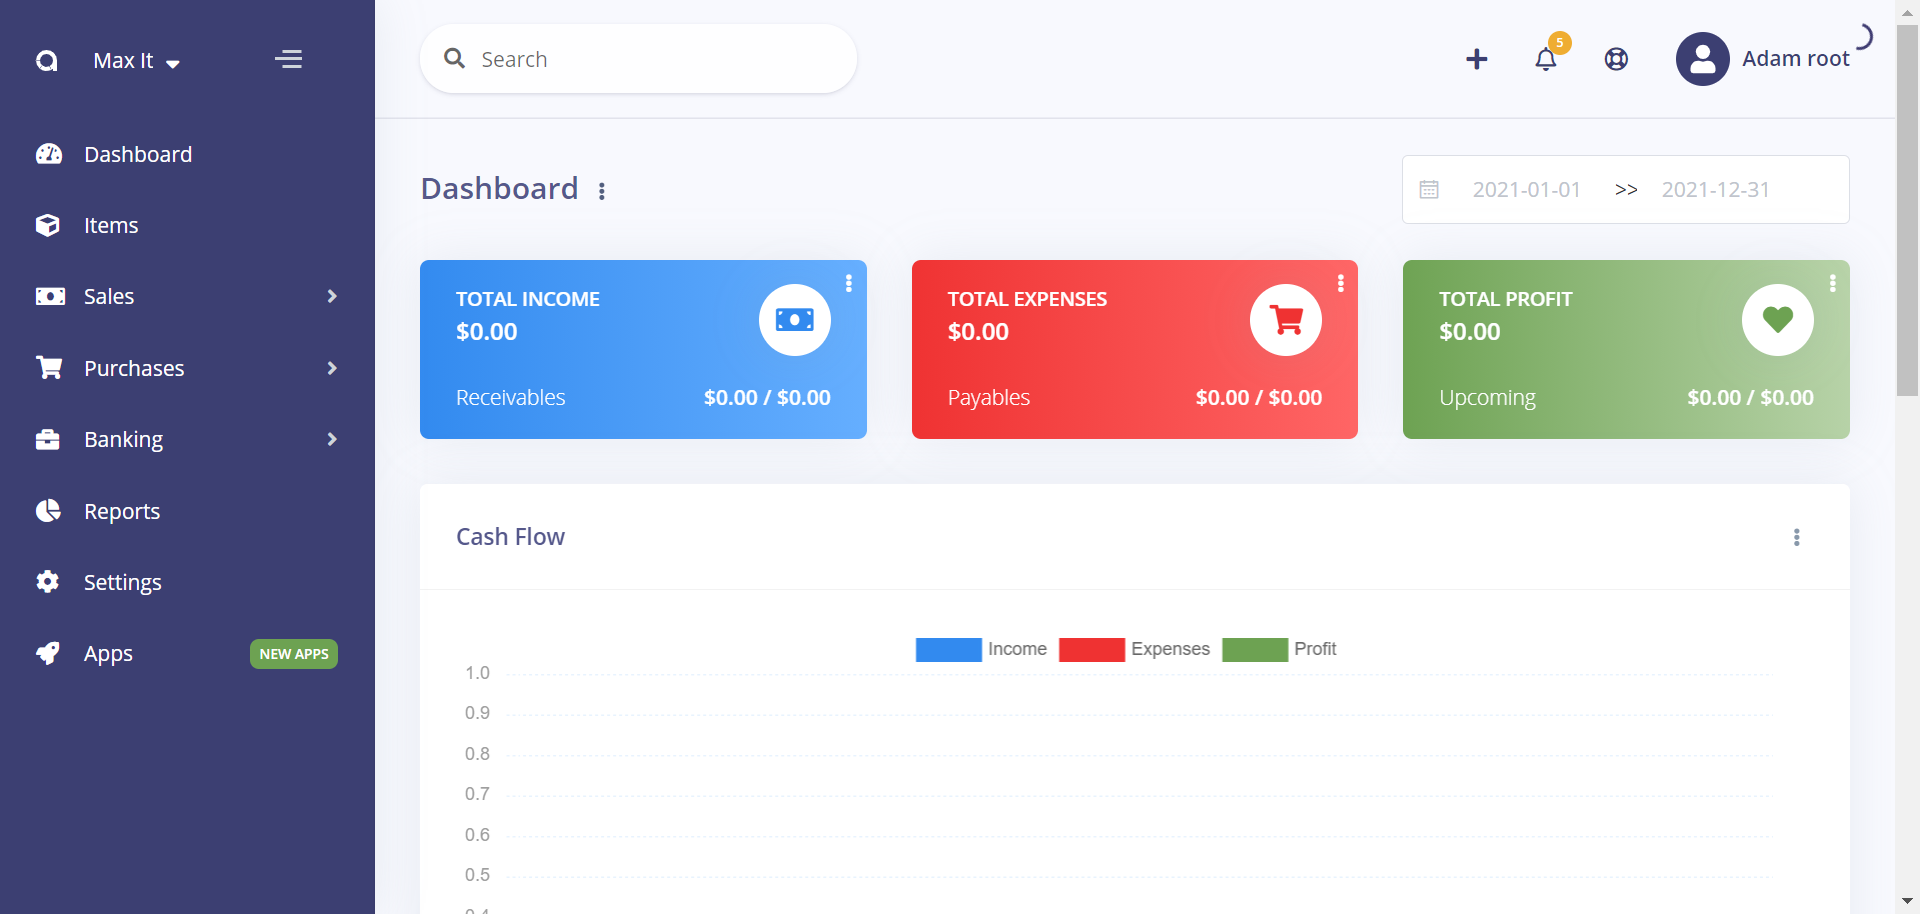 Max It
Search
5
Adam root
Dashboard
Items
Sales
Purchases
Banking
Reports
Settings
Apps
NEW APPS
Dashboard
2021-01-01 >> 2021-12-31
TOTAL INCOME
$0.00
Receivables $0.00 / $0.00
TOTAL EXPENSES
$0.00
Payables $0.00 / $0.00
TOTAL PROFIT
$0.00
Upcoming $0.00 / $0.00
Cash Flow
Income Expenses Profit
1.0
0.9
0.8
0.7
0.6
0.5